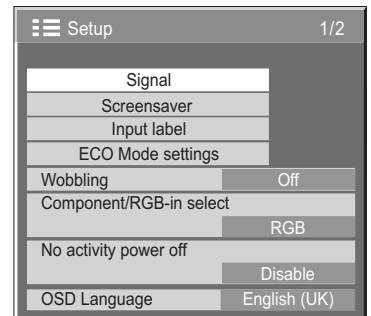 Setup 1/2
Signal
Screensaver
Input label
ECO Mode settings
Wobbling Off
Component/RGB-in select
RGB
No activity power off
Disable
OSD Language English (UK)